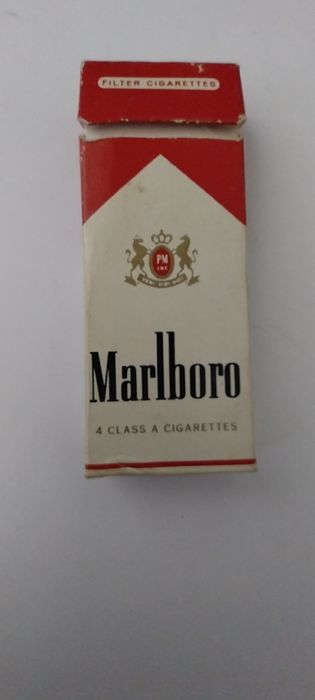 FILTER CIGARETTES
PM
INC
Marlboro
4 CLASS A CIGARETTES